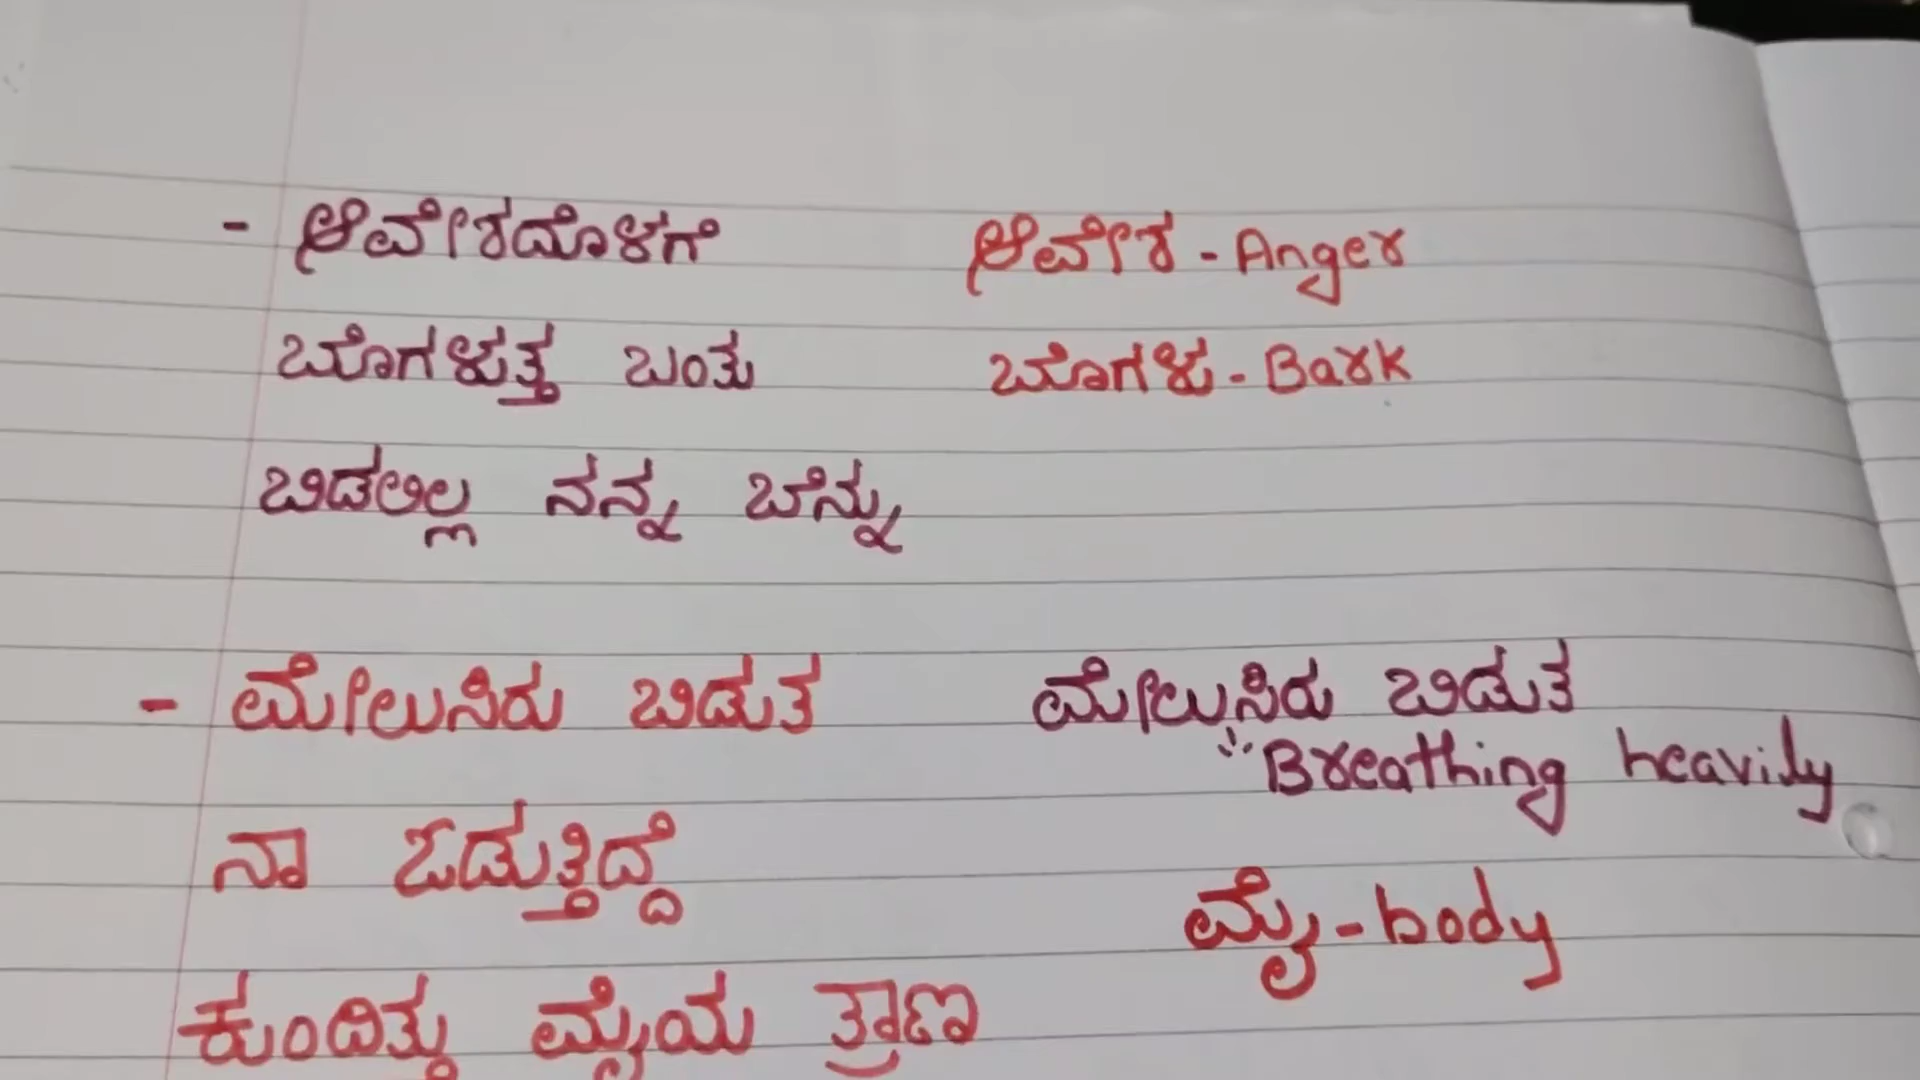 - ಆವೇಶದೊಳಗೆ ಆವೇಶ - Anger
ಬೊಗಳುತ್ತ ಬಂತು ಬೊಗಳು - Bark
ಬಿಡಲಿಲ್ಲ ನನ್ನ ಬೆನ್ನು
- ಮೇಲುಸಿರು ಬಿಡುತ ಮೇಲುಸಿರು ಬಿಡುತ
Breathing heavily
ನಾ ಓಡುತ್ತಿದ್ದೆ
ಮೈ - body
ಕುಂದಿತ್ತು ಮೈಯ ತ್ರಾಣ